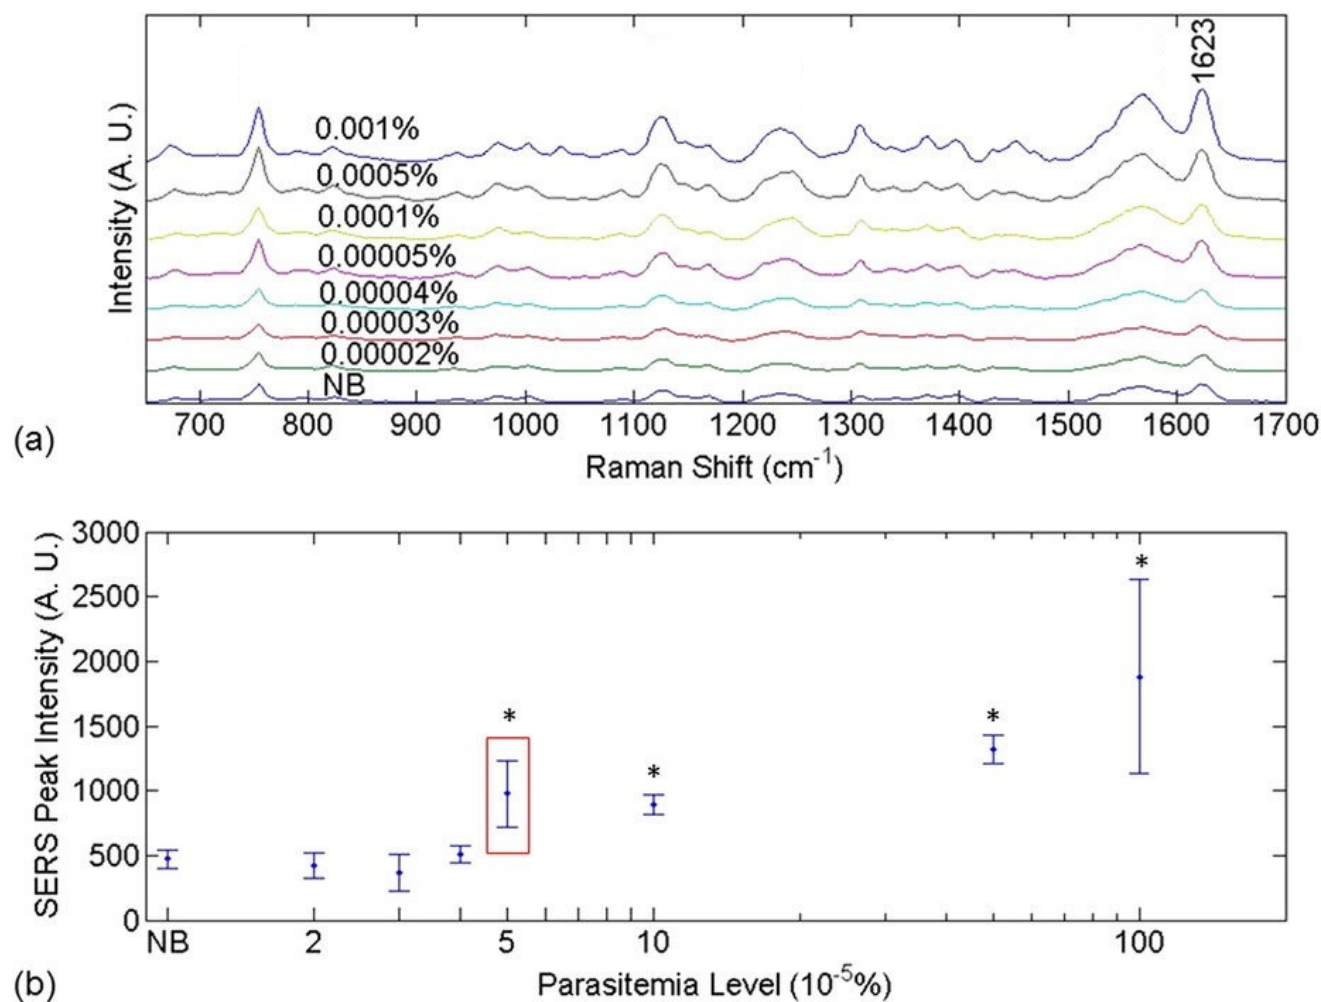 1623
Intensity (A. U.)
0.001%
0.0005%
0.0001%
0.00005%
0.00004%
0.00003%
0.00002%
NB
700 800 900 1000 1100 1200 1300 1400 1500 1600 1700
(a)
Raman Shift (cm⁻¹)
SERS Peak Intensity (A. U.)
3000
2500
2000
1500
1000
500
0
*
*
*
*
NB 2 5 10 100
(b)
Parasitemia Level (10⁻⁵%)